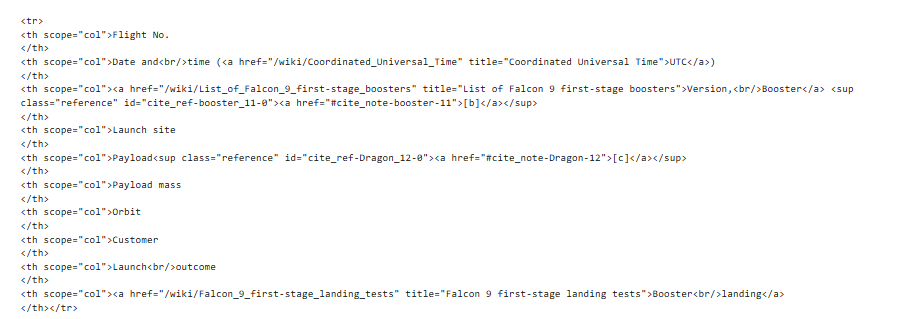 <tr>
<th scope="col">Flight No.
</th>
<th scope="col">Date and<br/>time (<a href="/wiki/Coordinated_Universal_Time" title="Coordinated Universal Time">UTC</a>)
</th>
<th scope="col"><a href="/wiki/List_of_Falcon_9_first-stage_boosters" title="List of Falcon 9 first-stage boosters">Version,<br/>Booster</a> <sup
class="reference" id="cite_ref-booster_11-0"><a href="#cite_note-booster-11">[b]</a></sup>
</th>
<th scope="col">Launch site
</th>
<th scope="col">Payload<sup class="reference" id="cite_ref-Dragon_12-0"><a href="#cite_note-Dragon-12">[c]</a></sup>
</th>
<th scope="col">Payload mass
</th>
<th scope="col">Orbit
</th>
<th scope="col">Customer
</th>
<th scope="col">Launch<br/>outcome
</th>
<th scope="col"><a href="/wiki/Falcon_9_first-stage_landing_tests" title="Falcon 9 first-stage landing tests">Booster<br/>landing</a>
</th></tr>